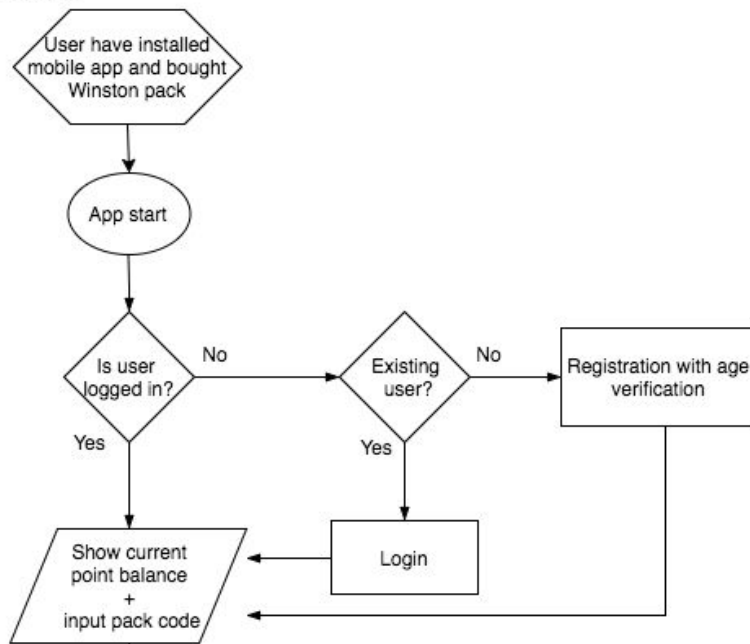 User have installed
mobile app and bought
Winston pack
App start
Is user
logged in?
No
Existing
user?
No
Registration with age
verification
Yes
Yes
Show current
point balance
+
input pack code
Login